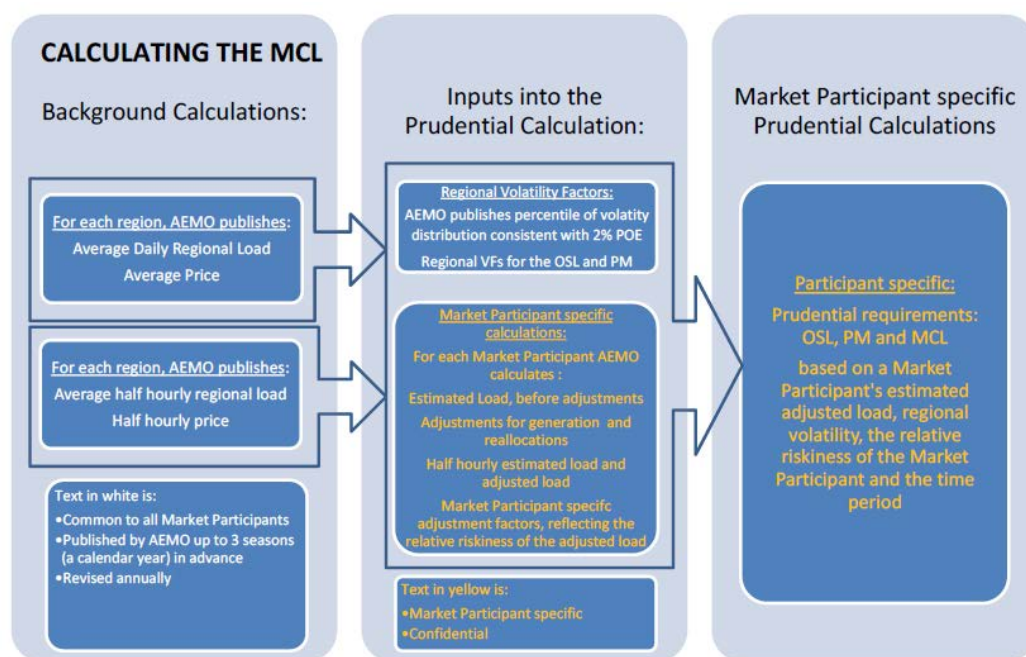 CALCULATING THE MCL
Background Calculations:
For each region, AEMO publishes:
Average Daily Regional Load
Average Price
For each region, AEMO publishes:
Average half hourly regional load
Half hourly price
Text in white is:
•Common to all Market Participants
•Published by AEMO up to 3 seasons
(a calendar year) in advance
•Revised annually
Inputs into the
Prudential Calculation:
Regional Volatility Factors:
AEMO publishes percentile of volatity
distribution consistent with 2% POE
Regional VFs for the OSL and PM
Market Participant specific
calculations:
For each Market Participant AEMO
calculates :
Estimated Load, before adjustments
Adjustments for generation and
reallocations
Half hourly estimated load and
adjusted load
Market Participant specifc
adjustment factors, reflecting the
relative riskiness of the adjusted load
Text in yellow is:
•Market Participant specific
•Confidential
Market Participant specific
Prudential Calculations
Participant specific:
Prudential requirements:
OSL, PM and MCL
based on a Market
Participant's estimated
adjusted load, regional
volatility, the relative
riskiness of the Market
Participant and the time
period